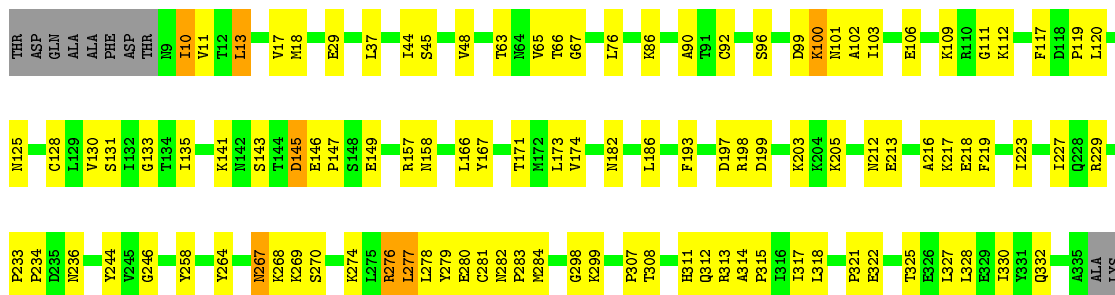 THR ASP GLN ALA ALA PHE ASP THR N9 I10 V11 T12 L13 V17 M18 E29 L37 I44 S45 V48 T63 N64 V65 T66 G67 L76 K86 A90 T91 C92 S96 D99 K100 N101 A102 I103 E106 K109 R110 G111 K112 F117 D118 P119 L120
N125 C128 L129 V130 S131 I132 G133 T134 I135 K141 N142 S143 T144 D145 E146 P147 S148 E149 R157 N158 L166 Y167 T171 M172 L173 V174 N182 L186 F193 D197 R198 D199 K203 K204 K205 N212 E213 A216 K217 E218 F219 I223 I227 Q228 R229
P233 P234 D235 N236 Y244 V245 G246 Y258 Y264 N267 K268 K269 S270 K274 L275 R276 L277 L278 Y279 E280 C281 N282 P283 M284 G298 K299 P307 T308 R311 Q312 R313 A314 P315 I316 I317 L318 P321 E322 T325 E326 L327 L328 E329 I330 Y331 Q332 A335 ALA LYS